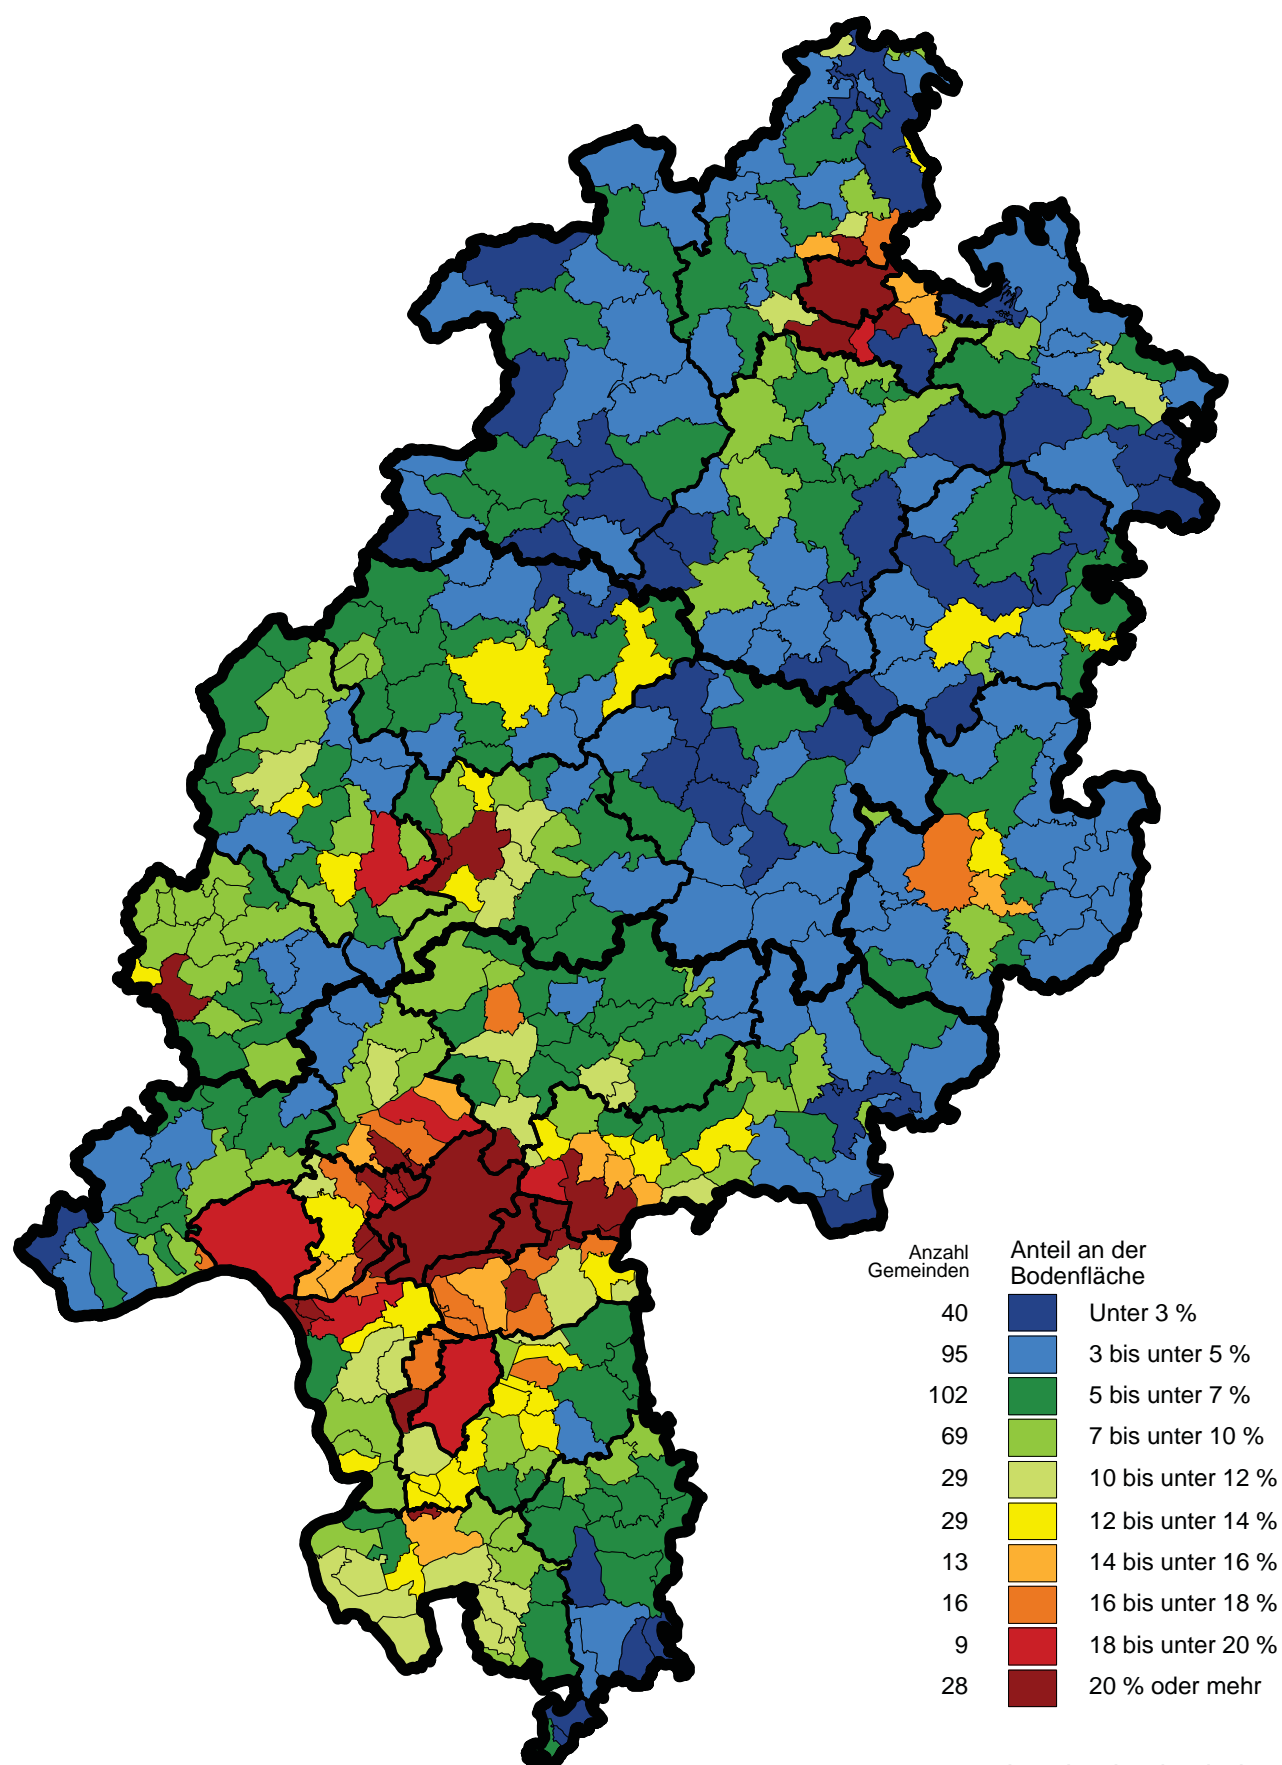 Anzahl
Gemeinden
Anteil an der
Bodenfläche
40 Unter 3 %
95 3 bis unter 5 %
102 5 bis unter 7 %
69 7 bis unter 10 %
29 10 bis unter 12 %
29 12 bis unter 14 %
13 14 bis unter 16 %
16 16 bis unter 18 %
9 18 bis unter 20 %
28 20 % oder mehr